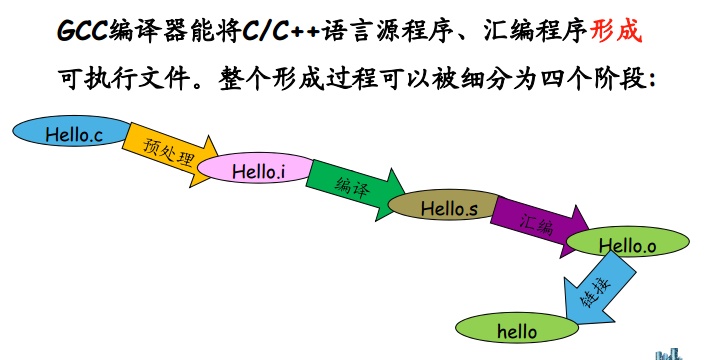 GCC编译器能将C/C++语言源程序、汇编程序形成
可执行文件。整个形成过程可以被细分为四个阶段:
Hello.c
预处理
Hello.i
编译
Hello.s
汇编
Hello.o
链接
hello